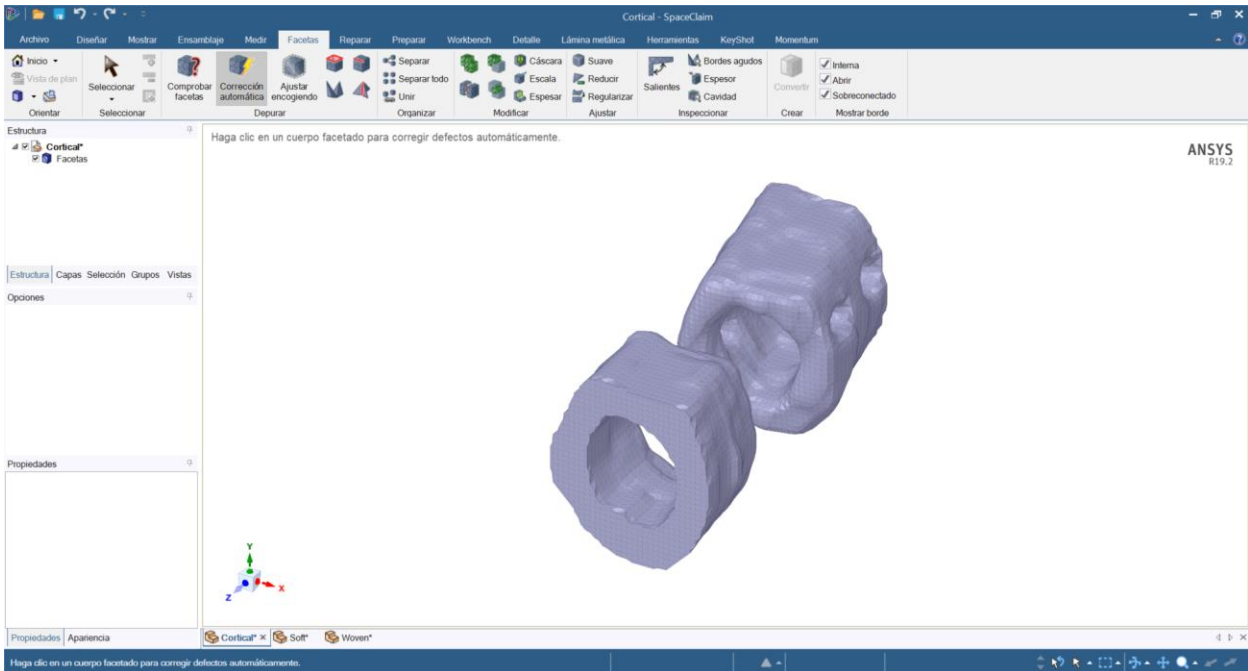 Cortical - SpaceClaim
Archivo Diseñar Mostrar Ensamblaje Medir Facetas Reparar Preparar Workbench Detalle Lámina metálica Herramientas KeyShot Momentum
Inicio
Vista de plan
Orientar
Seleccionar
Seleccionar
Comprobar facetas
Corrección automática
Ajustar encogiendo
Depurar
Separar
Separar todo
Unir
Organizar
Cáscara
Escala
Espesar
Modificar
Suave
Reducir
Regularizar
Ajustar
Salientes
Bordes agudos
Espesor
Cavidad
Inspeccionar
Convertir
Crear
Interna
Abrir
Sobreconectado
Mostrar borde
Estructura
Cortical*
Facetas
Estructura Capas Selección Grupos Vistas
Opciones
Propiedades
Propiedades Apariencia
Haga clic en un cuerpo facetado para corregir defectos automáticamente.
ANSYS
R19.2
Y
X
Z
Cortical* Soft* Woven*
Haga clic en un cuerpo facetado para corregir defectos automáticamente.